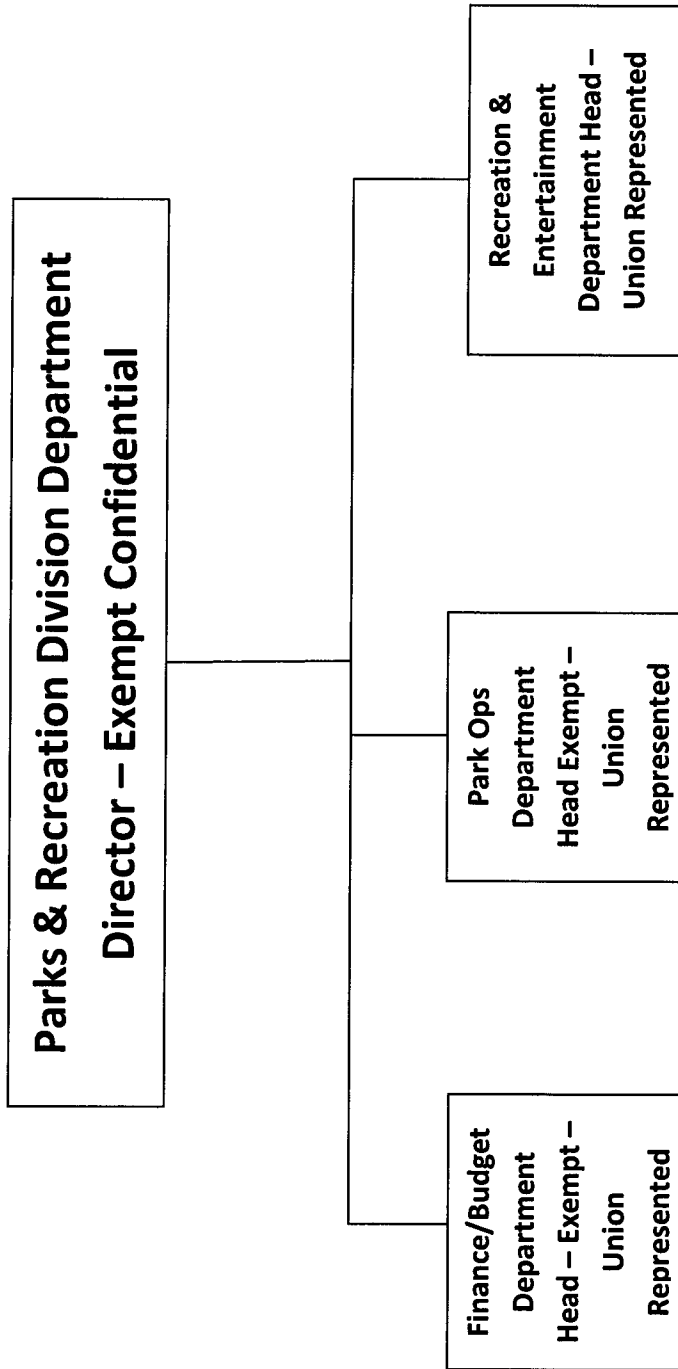 Parks & Recreation Division Department
Director – Exempt Confidential
Finance/Budget
Department
Head – Exempt –
Union
Represented
Park Ops
Department
Head Exempt –
Union
Represented
Recreation &
Entertainment
Department Head –
Union Represented